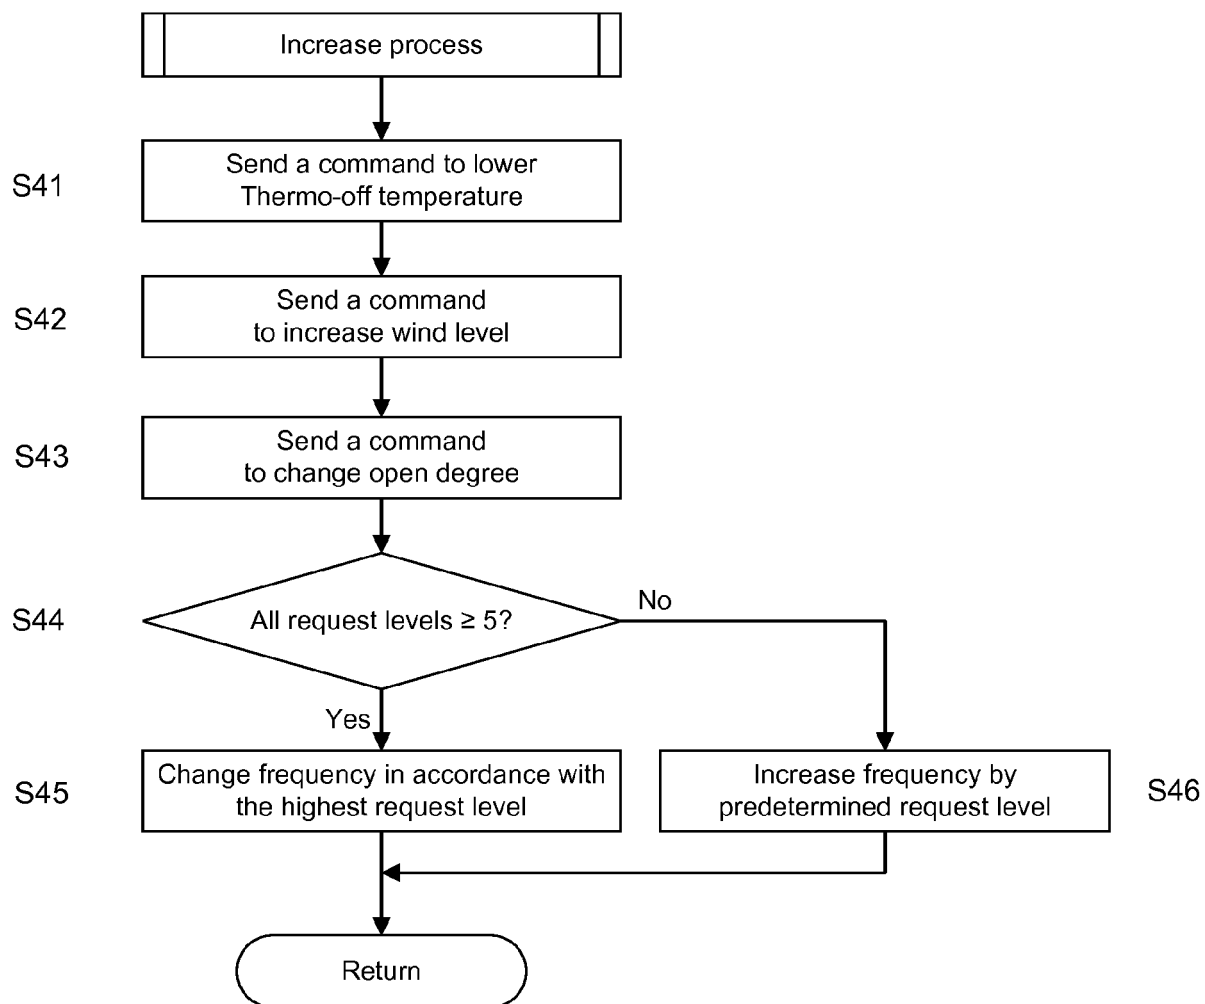 Increase process
S41
Send a command to lower
Thermo-off temperature
S42
Send a command
to increase wind level
S43
Send a command
to change open degree
S44
All request levels ≥ 5?
No
Yes
S45
Change frequency in accordance with
the highest request level
Increase frequency by
predetermined request level
S46
Return